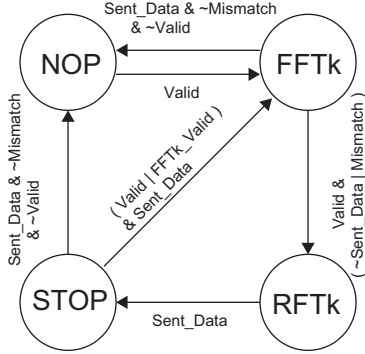 Sent_Data & ~Mismatch
& ~Valid
NOP
FFTk
Valid
Sent_Data & ~Mismatch
& ~Valid
( Valid | FFTk_Valid )
& Sent_Data
Valid &
( ~Sent_Data | Mismatch )
STOP
RFTk
Sent_Data